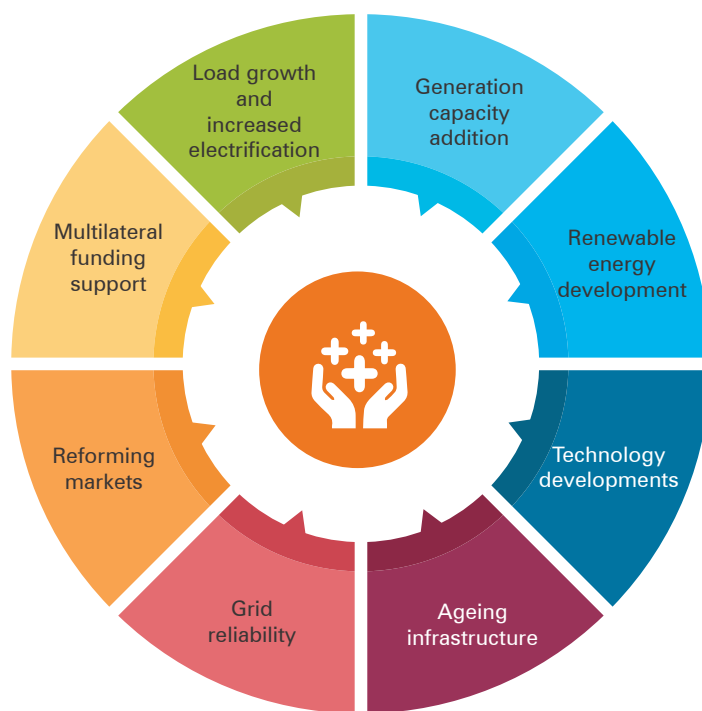 Load growth
and
increased
electrification
Generation
capacity
addition
Renewable
energy
development
Technology
developments
Ageing
infrastructure
Grid
reliability
Reforming
markets
Multilateral
funding
support